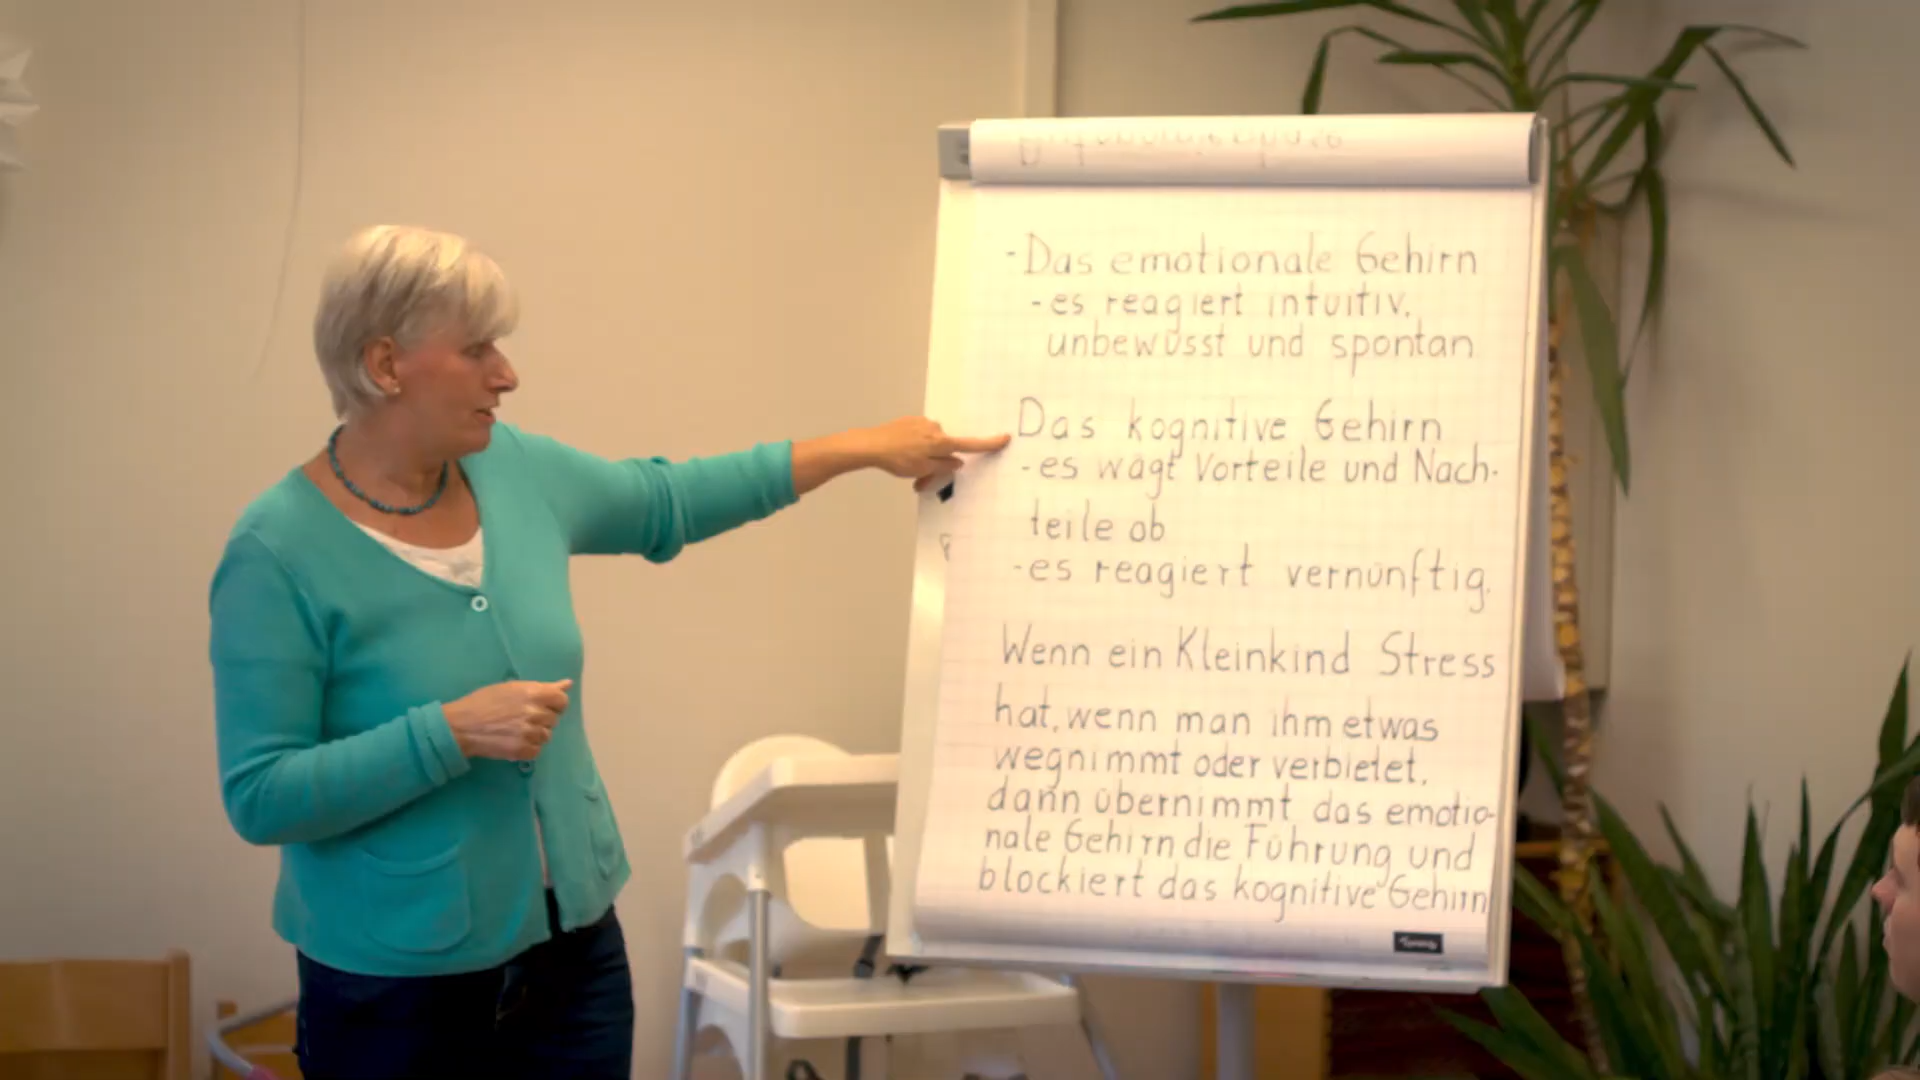 - Das emotionale Gehirn
- es reagiert intuitiv,
unbewusst und spontan
Das kognitive Gehirn
- es wägt Vorteile und Nach-
teile ab
- es reagiert vernünftig.
Wenn ein Kleinkind Stress
hat, wenn man ihm etwas
wegnimmt oder verbietet,
dann übernimmt das emotio-
nale Gehirn die Führung und
blockiert das kognitive Gehirn